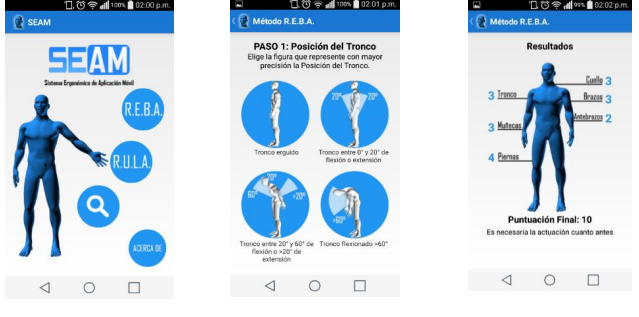 100% 02:00 p.m.
SEAM
SEAM
Sistema Ergonómico de Aplicación Móvil
R.E.B.A.
R.U.L.A.
ACERCA DE
100% 02:01 p.m.
Método R.E.B.A.
PASO 1: Posición del Tronco
Elige la figura que represente con mayor
precisión la Posición del Tronco.
20° 20°
Tronco erguido
Tronco entre 0° y 20° de
flexión o extensión
60° 20° >20°
>60°
Tronco entre 20° y 60° de
flexión o >20° de
extensión
Tronco flexionado >60°
99% 02:02 p.m.
Método R.E.B.A.
Resultados
Cuello 3
3 Tronco
Brazos 3
Antebrazos 2
3 Muñecas
4 Piernas
Puntuación Final: 10
Es necesaria la actuación cuanto antes